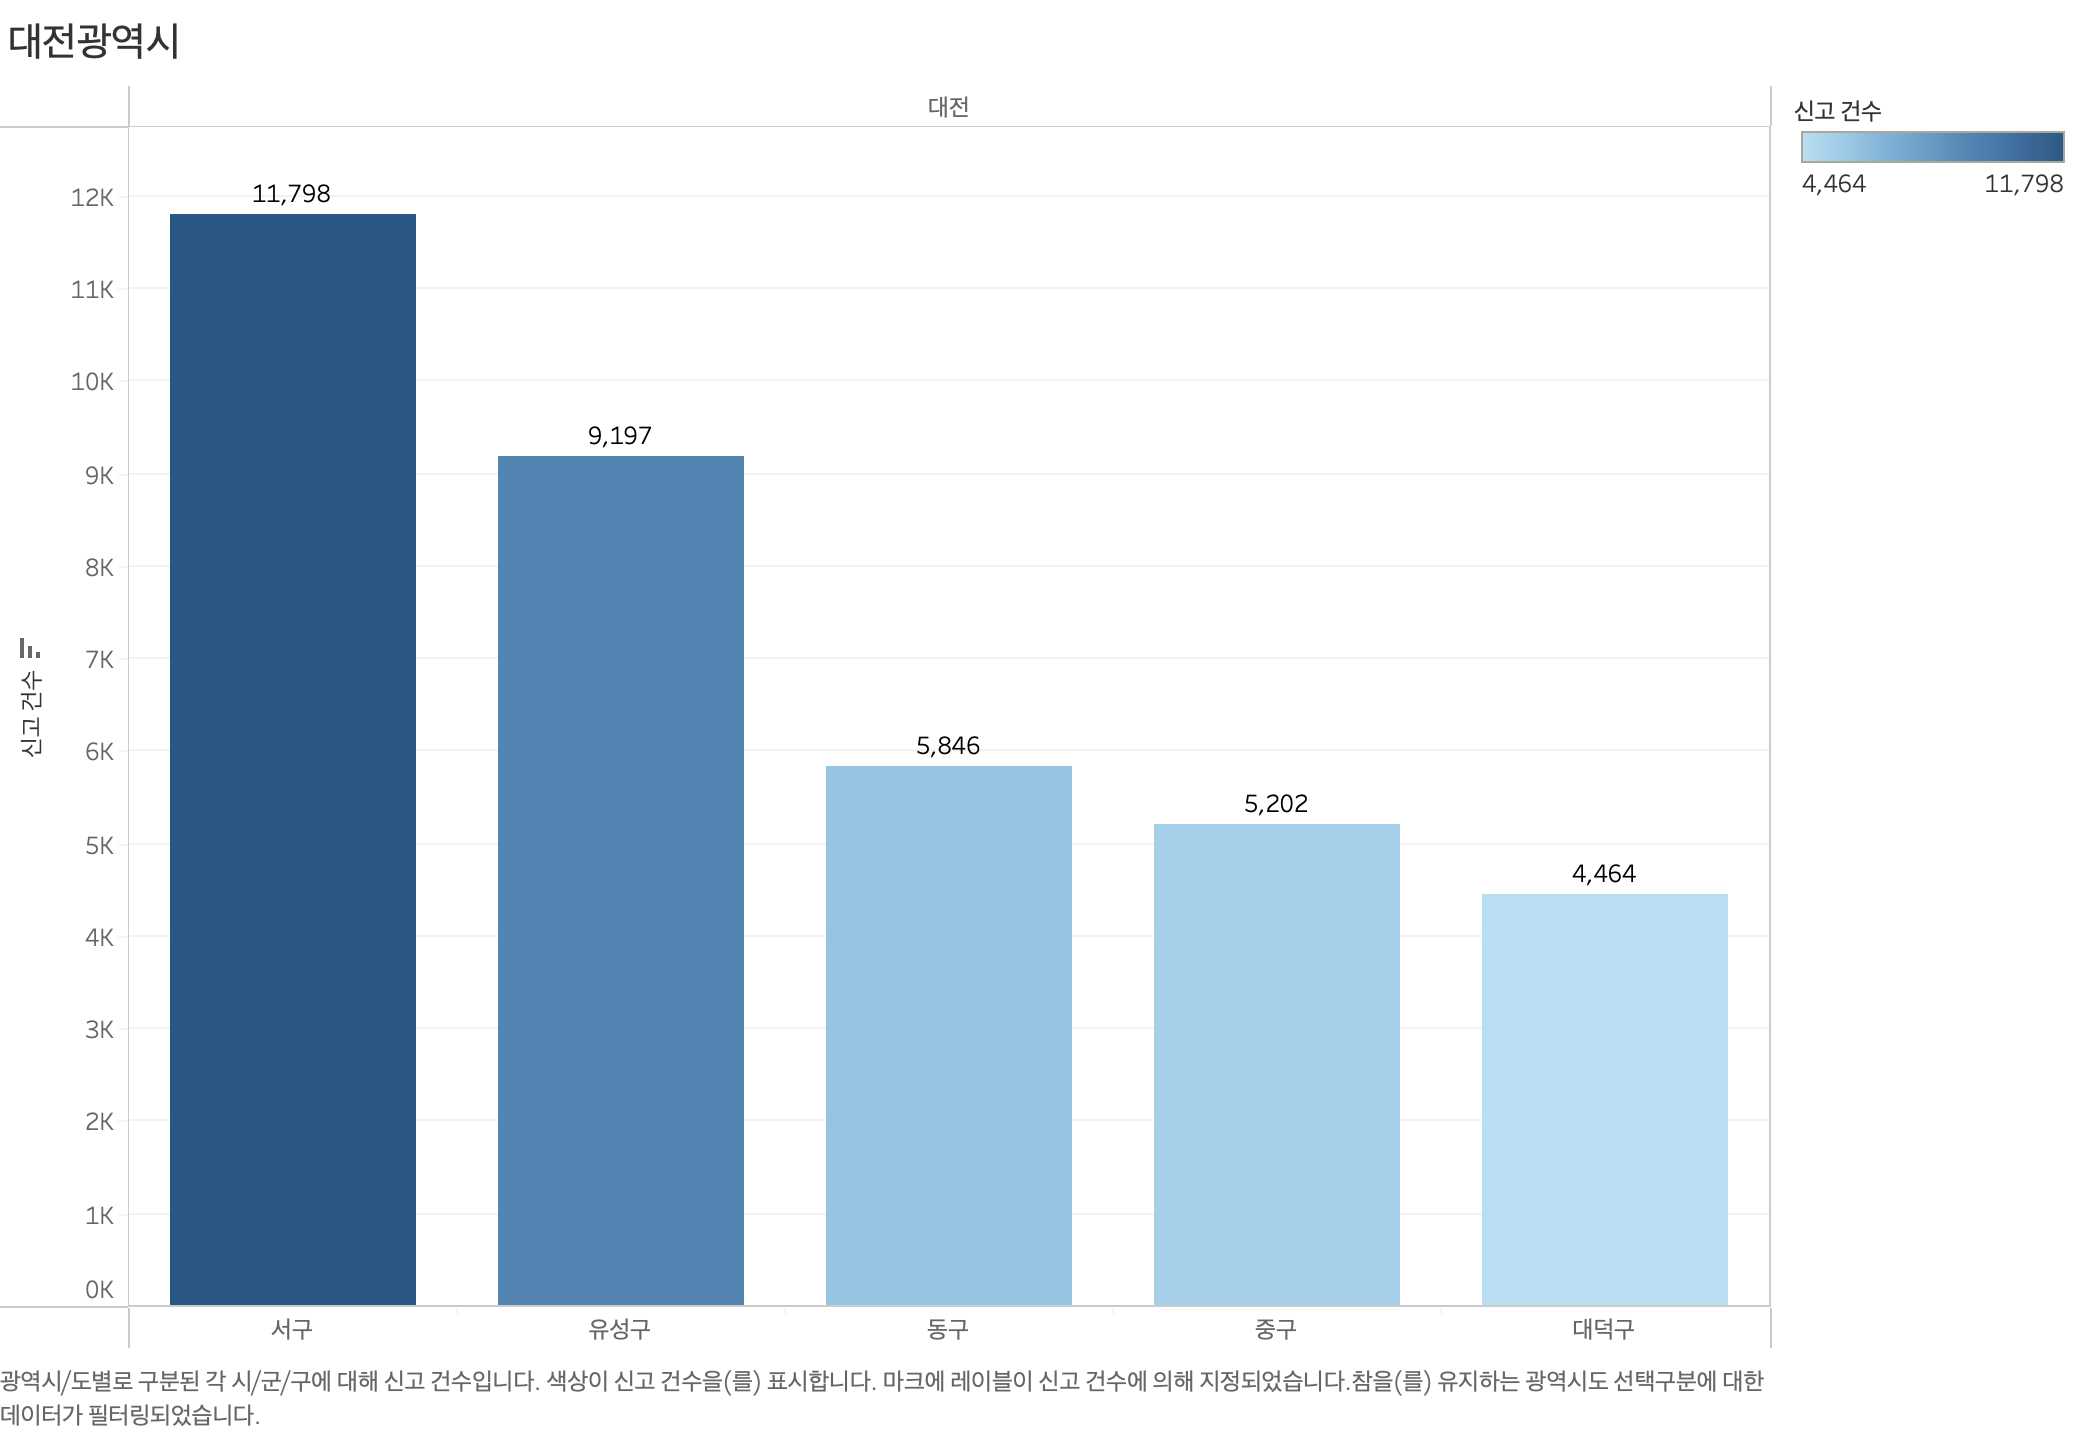 대전광역시
대전
신고 건수
4,464 11,798
12K
11K
10K
9K
8K
7K
6K
5K
4K
3K
2K
1K
0K
신고 건수
11,798
9,197
5,846
5,202
4,464
서구 유성구 동구 중구 대덕구
광역시/도별로 구분된 각 시/군/구에 대해 신고 건수입니다. 색상이 신고 건수을(를) 표시합니다. 마크에 레이블이 신고 건수에 의해 지정되었습니다.참을(를) 유지하는 광역시도 선택구분에 대한
데이터가 필터링되었습니다.